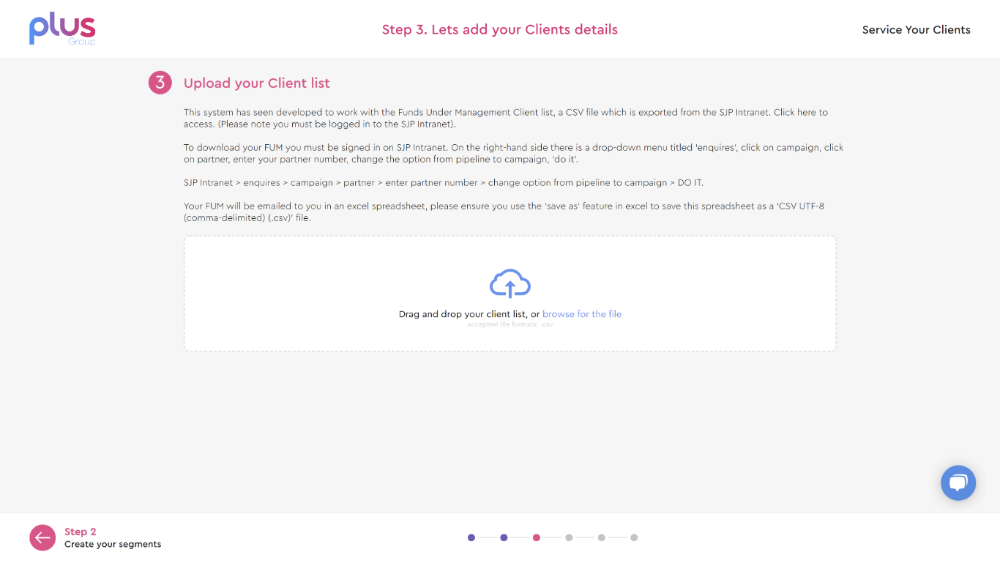 plus
Group
Step 3. Lets add your Clients details
Service Your Clients
3
Upload your Client list
This system has seen developed to work with the Funds Under Management Client list, a CSV file which is exported from the SJP Intranet. Click here to
access. (Please note you must be logged in to the SJP Intranet).
To download your FUM you must be signed in on SJP Intranet. On the right-hand side there is a drop-down menu titled 'enquires', click on campaign, click
on partner, enter your partner number, change the option from pipeline to campaign, 'do it'.
SJP Intranet > enquires > campaign > partner > enter partner number > change option from pipeline to campaign > DO IT.
Your FUM will be emailed to you in an excel spreadsheet, please ensure you use the 'save as' feature in excel to save this spreadsheet as a 'CSV UTF-8
(comma-delimited) (.csv)' file.
Drag and drop your client list, or browse for the file
accepted file formats: .csv
Step 2
Create your segments